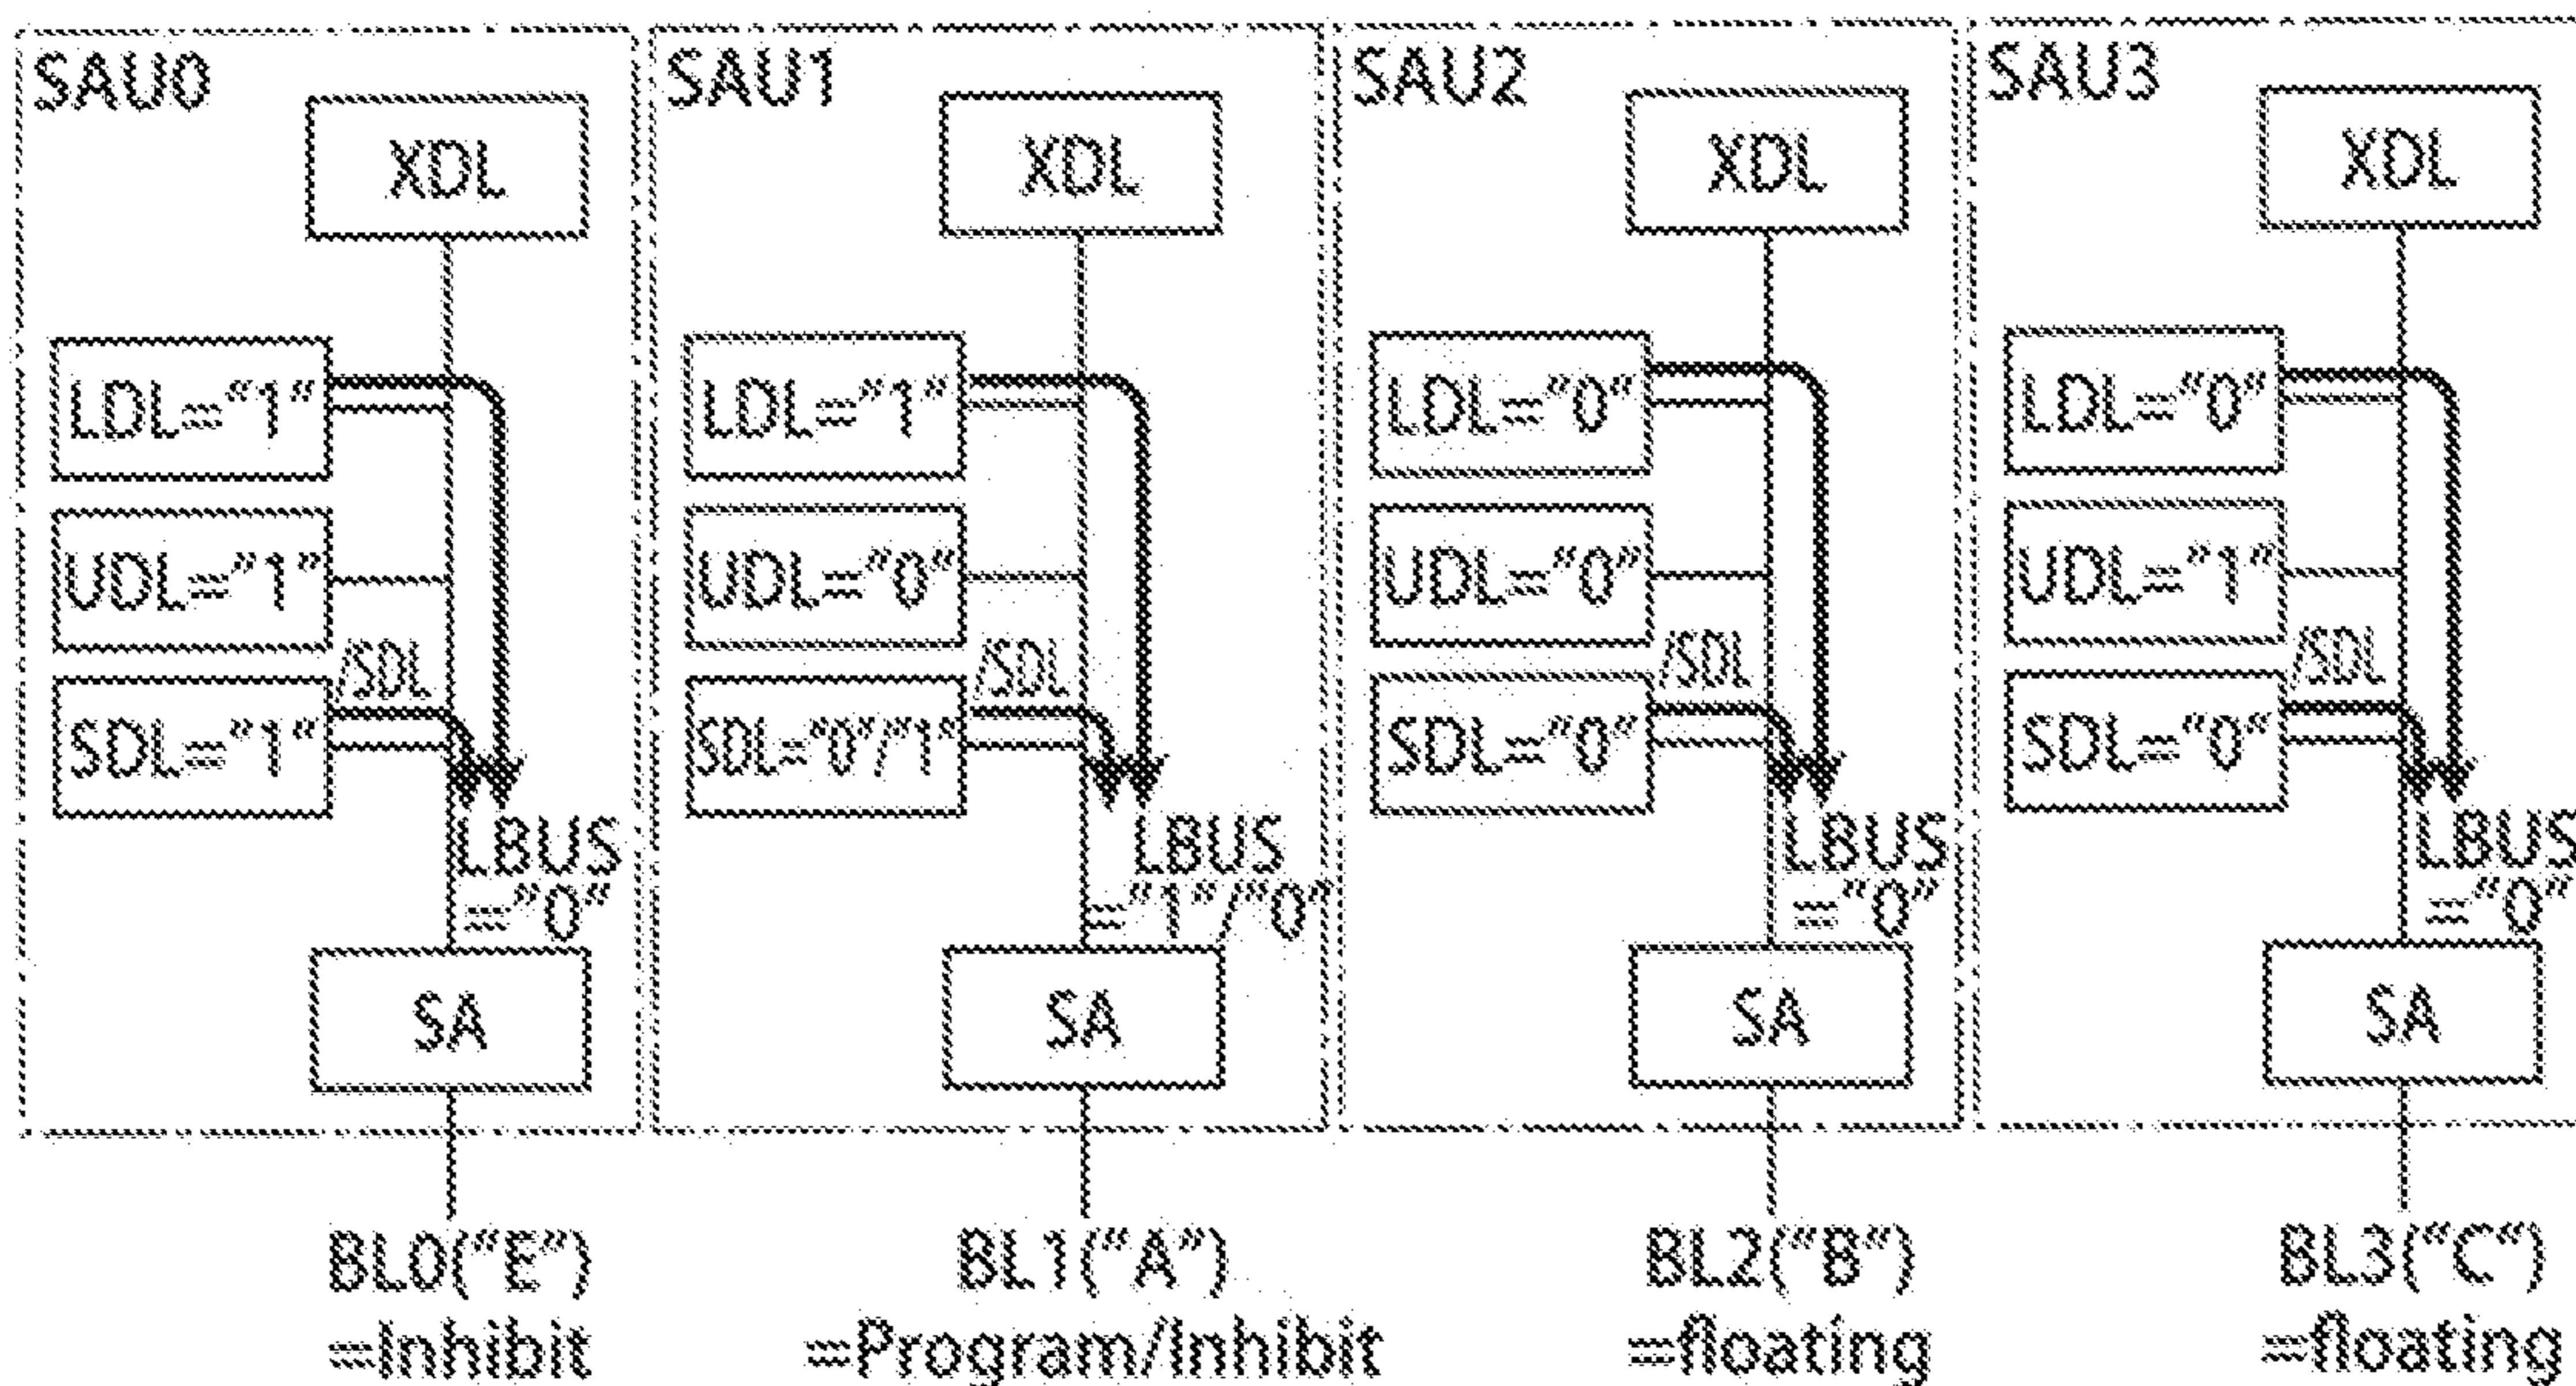 SAU0
XDL
LDL="1"
UDL="1"
/SDL
SDL="1"
LBUS
="0"
SA
BL0("E")
=Inhibit
SAU1
XDL
LDL="1"
UDL="0"
/SDL
SDL="0"/"1"
LBUS
="1"/"0"
SA
BL1("A")
=Program/Inhibit
SAU2
XDL
LDL="0"
UDL="0"
/SDL
SDL="0"
LBUS
="0"
SA
BL2("B")
=floating
SAU3
XDL
LDL="0"
UDL="1"
/SDL
SDL="0"
LBUS
="0"
SA
BL3("C")
=floating